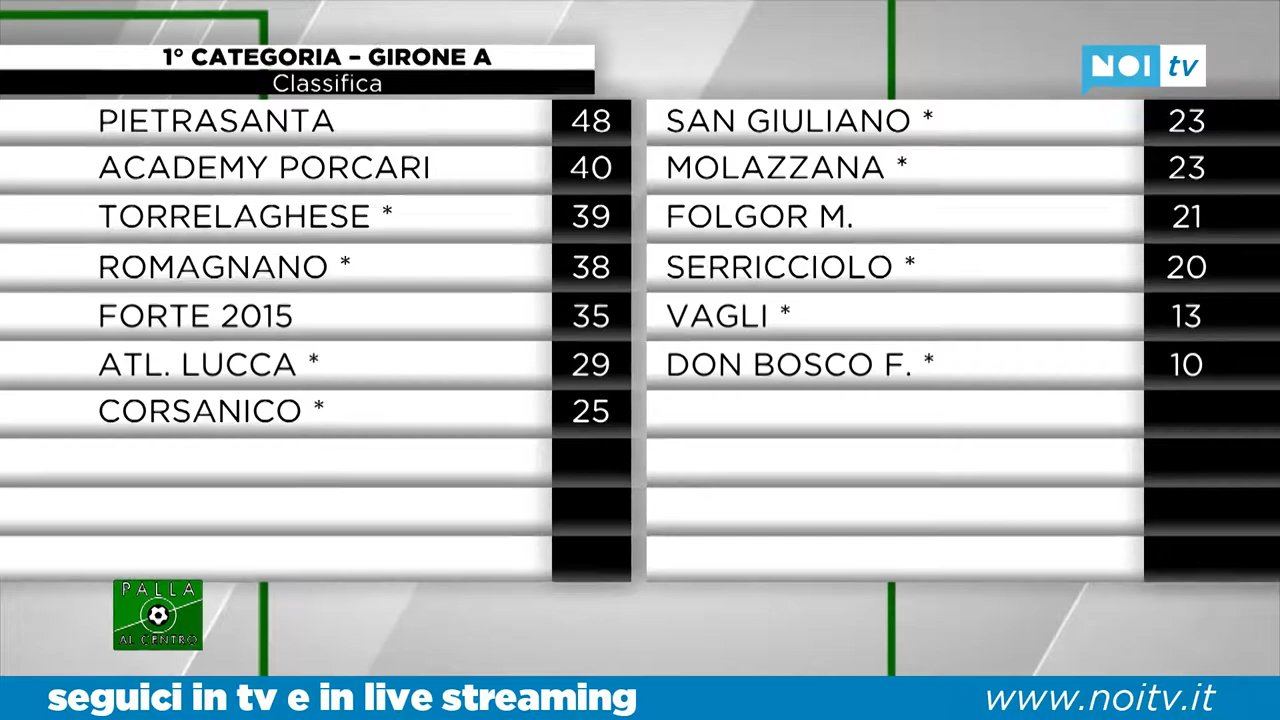 1° CATEGORIA – GIRONE A
Classifica
NOI tv
PIETRASANTA 48
ACADEMY PORCARI 40
TORRELAGHESE * 39
ROMAGNANO * 38
FORTE 2015 35
ATL. LUCCA * 29
CORSANICO * 25
SAN GIULIANO * 23
MOLAZZANA * 23
FOLGOR M. 21
SERRICCIOLO * 20
VAGLI * 13
DON BOSCO F. * 10
PALLA
AL CENTRO
seguici in tv e in live streaming
www.noitv.it